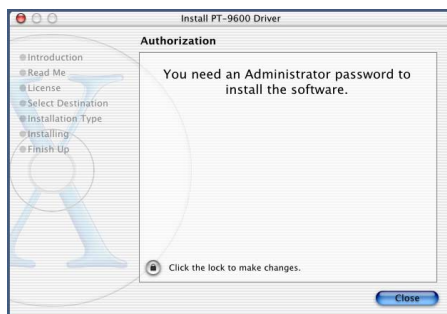 Install PT-9600 Driver
Authorization
Introduction
Read Me
License
Select Destination
Installation Type
Installing
Finish Up
You need an Administrator password to
install the software.
Click the lock to make changes.
Close